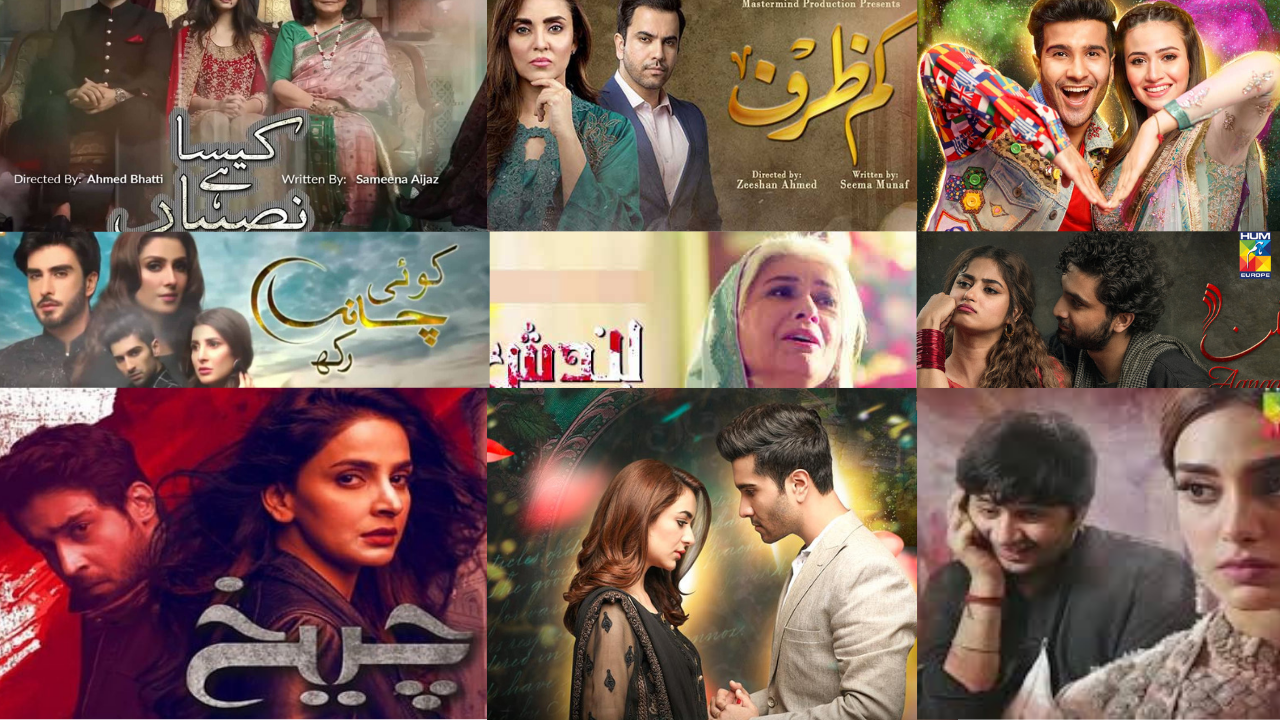 کیسا
ہے
نصیباں
Directed By: Ahmed Bhatti
Written By: Sameena Aijaz
Mastermind Production Presents
کم ظرف
Directed by:
Zeeshan Ahmed
Written by:
Seema Munaf
کوئی
چاند
رکھ
HUM
EUROPE
چیخ